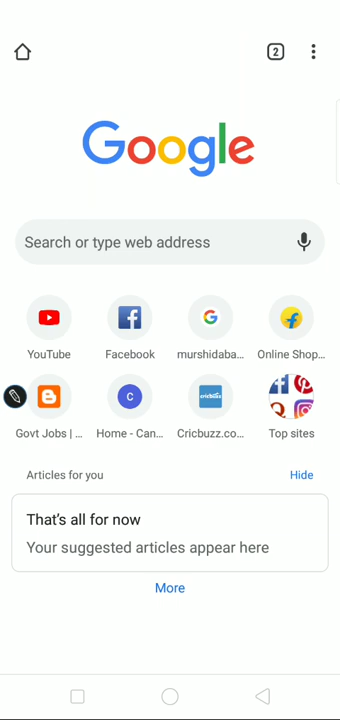 2
Google
Search or type web address
YouTube
Facebook
murshidaba...
Online Shop...
Govt Jobs | ...
Home - Can...
cricbuzz
Cricbuzz.co...
Top sites
Articles for you
Hide
That's all for now
Your suggested articles appear here
More